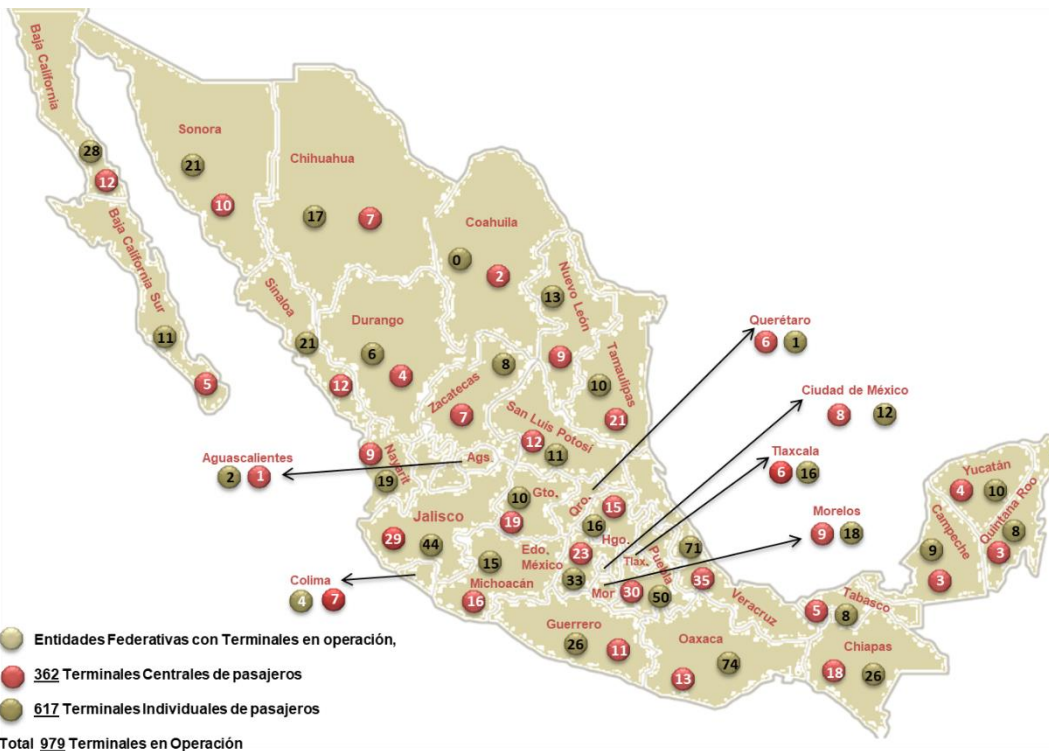 Baja California
28
12
Sonora
21
10
Chihuahua
17
7
Coahuila
0
2
Nuevo León
13
9
Baja California Sur
11
5
Sinaloa
21
12
Durango
6
4
Zacatecas
8
7
Tamaulipas
10
21
San Luis Potosí
12
11
Querétaro
6
1
Ciudad de México
8
12
Tlaxcala
6
16
Morelos
9
18
Aguascalientes
2
1
Ags.
Nayarit
9
19
Jalisco
29
44
Gto.
10
19
Qro.
15
16
Hgo.
Edo.
México
23
33
Tlax.
Mor
Puebla
30
50
71
35
Veracruz
Michoacán
15
16
Colima
4
7
Guerrero
26
11
Oaxaca
74
13
Tabasco
5
8
Chiapas
18
26
Yucatán
4
10
Campeche
9
3
Quintana Roo
8
3
Entidades Federativas con Terminales en operación,
362 Terminales Centrales de pasajeros
617 Terminales Individuales de pasajeros
Total 979 Terminales en Operación